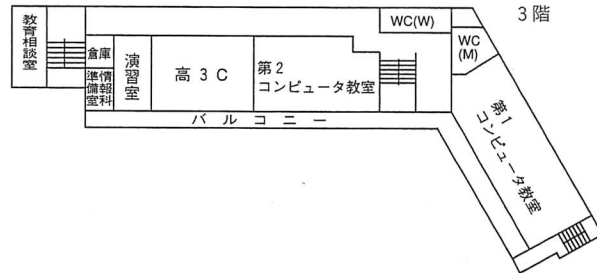 3階
教育相談室
倉庫
情報科
準備室
演習室
高3C
第2
コンピュータ教室
WC(W)
WC
(M)
第1
コンピュータ教室
バルコニー